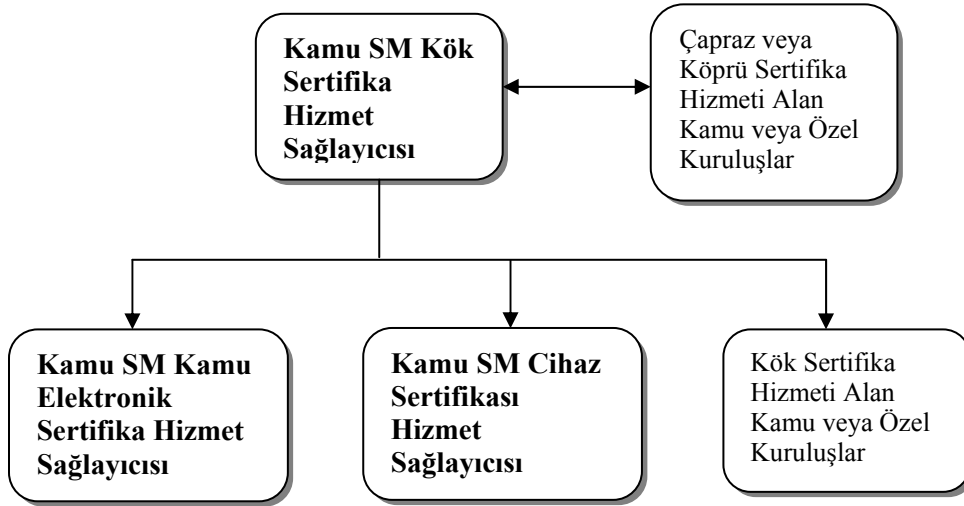 Kamu SM Kök
Sertifika
Hizmet
Sağlayıcısı
Çapraz veya
Köprü Sertifika
Hizmeti Alan
Kamu veya Özel
Kuruluşlar
Kamu SM Kamu
Elektronik
Sertifika Hizmet
Sağlayıcısı
Kamu SM Cihaz
Sertifikası
Hizmet
Sağlayıcısı
Kök Sertifika
Hizmeti Alan
Kamu veya Özel
Kuruluşlar